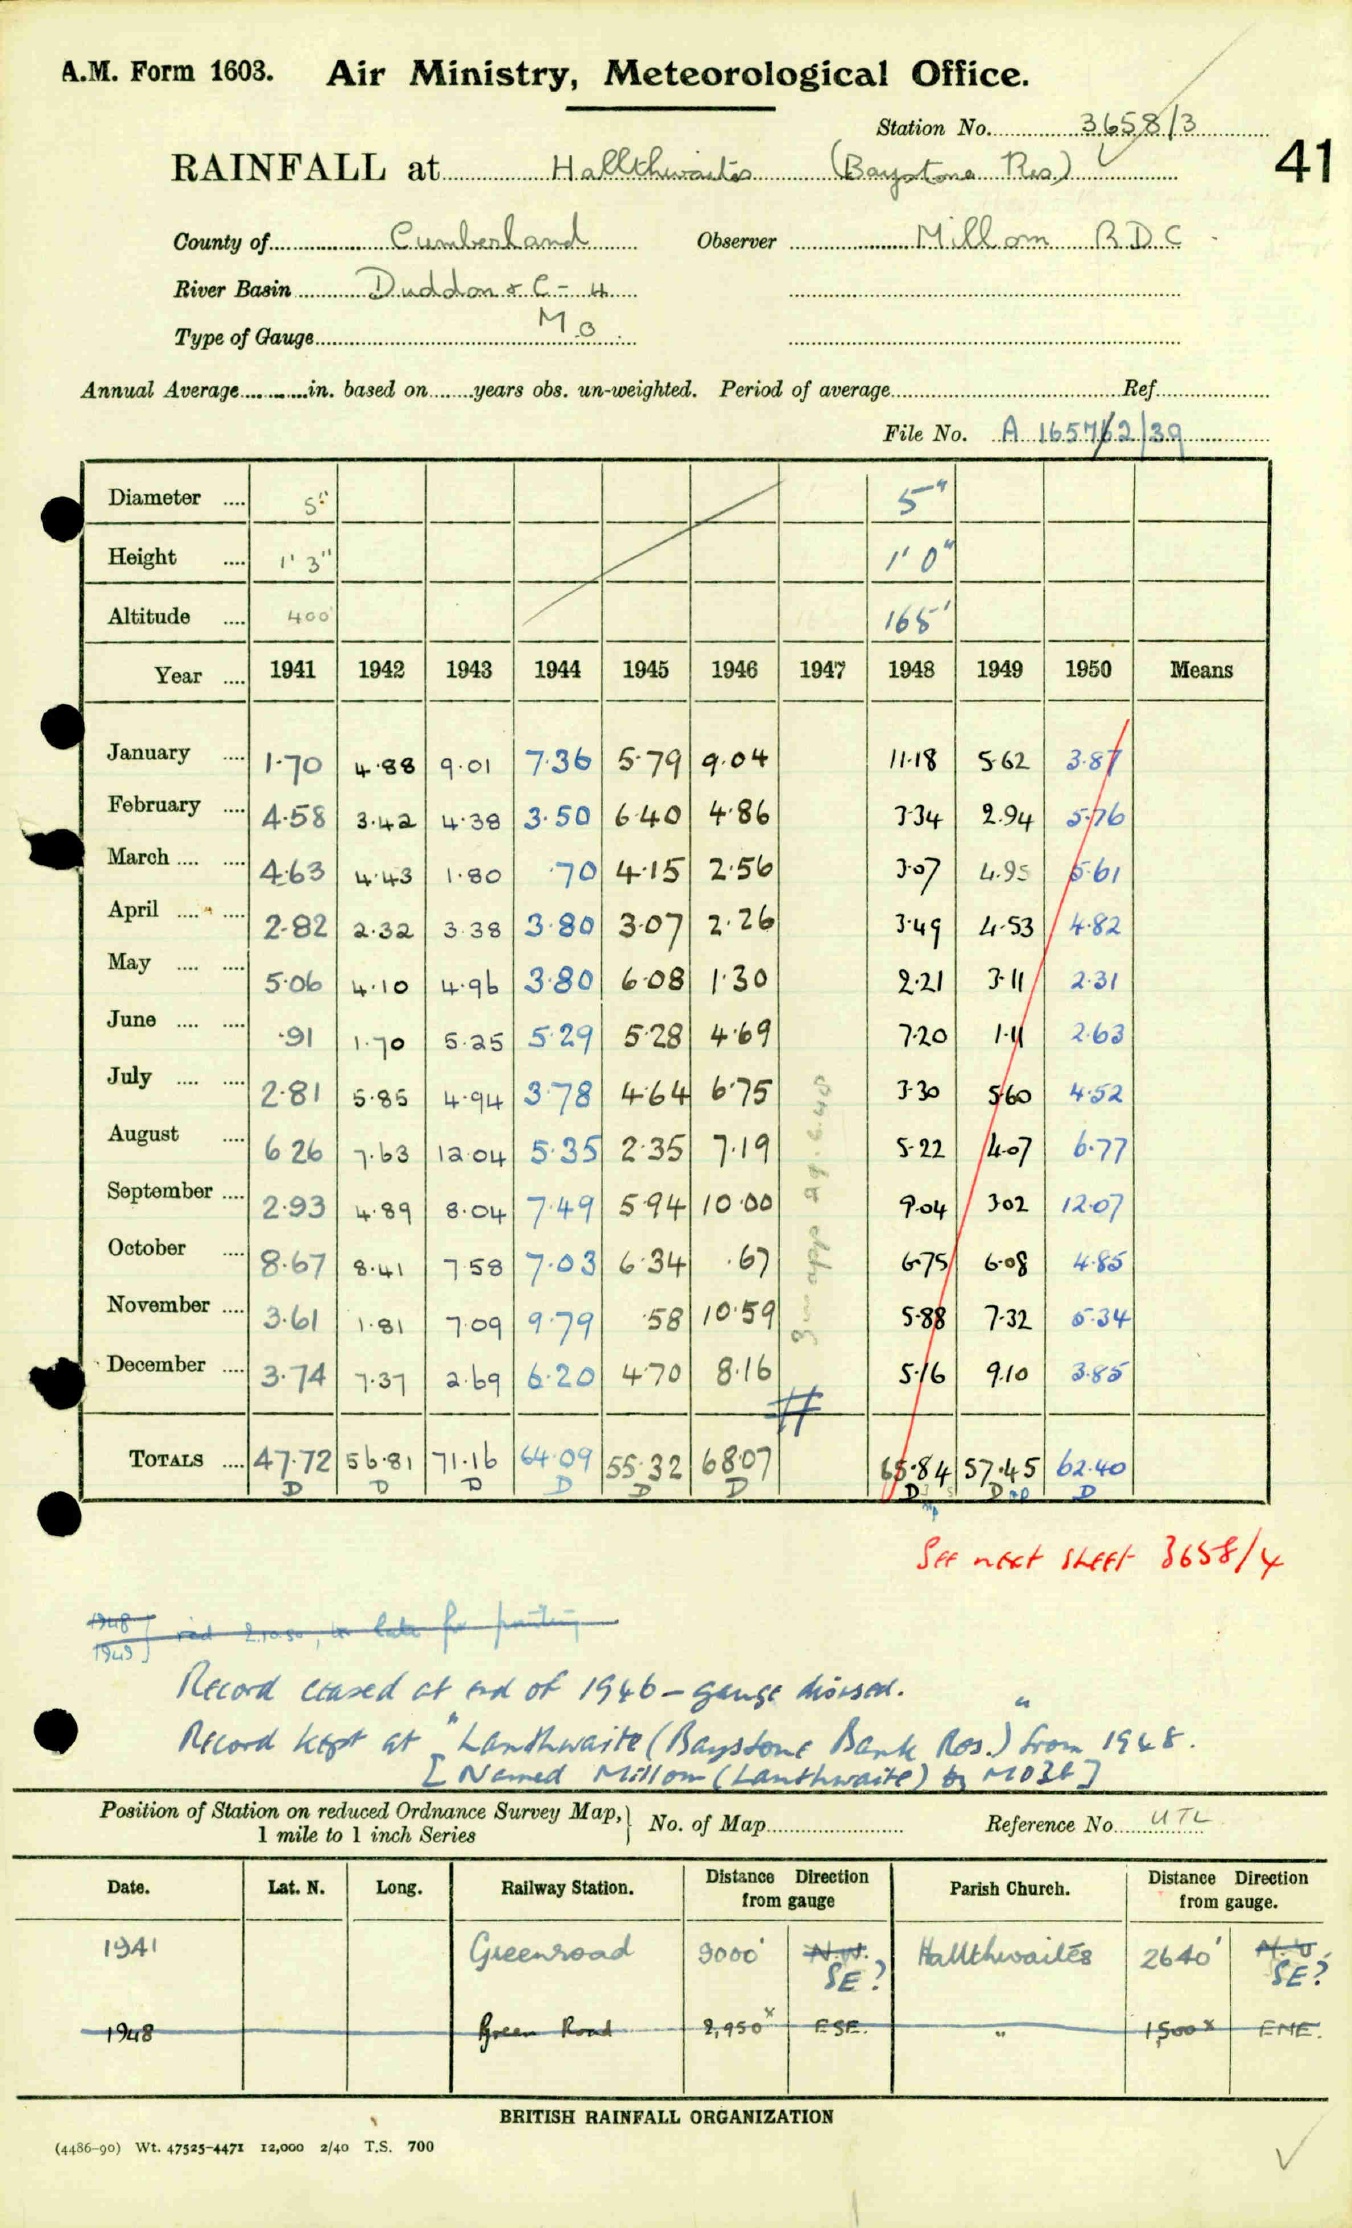 A.M. Form 1603. Air Ministry, Meteorological Office.
Station No. 3658/3
41
RAINFALL at Hallthwaites (Baystone Res.)
County of Cumberland Observer Millom R D C
River Basin Duddon & C - 4
Type of Gauge M O
Annual Average in. based on years obs. un-weighted. Period of average Ref.
File No. A 16577/62/39
Diameter 5" 5"
Height 1' 3" 1' 0"
Altitude 400' 165'
Year 1941 1942 1943 1944 1945 1946 1947 1948 1949 1950 Means
January 1.70 4.88 9.01 7.36 5.79 9.04 11.18 5.62 3.87
February 4.58 3.42 4.38 3.50 6.40 4.86 3.34 2.94 5.76
March 4.63 4.43 1.80 .70 4.15 2.56 3.07 4.95 5.61
April 2.82 2.32 3.38 3.80 3.07 2.26 3.49 4.53 4.82
May 5.06 4.10 4.96 3.80 6.08 1.30 2.21 3.11 2.31
June .91 1.70 5.25 5.29 5.28 4.69 7.20 1.11 2.63
July 2.81 5.85 4.94 3.78 4.64 6.75 3.30 5.60 4.52
August 6.26 7.63 12.04 5.35 2.35 7.19 5.22 4.07 6.77
September 2.93 4.89 8.04 7.49 5.94 10.00 9.04 3.02 12.07
October 8.67 8.41 7.58 7.03 6.34 .67 6.75 6.08 4.85
November 3.61 1.81 7.09 9.79 .58 10.59 5.88 7.32 5.34
December 3.74 7.37 2.69 6.20 4.70 8.16 5.16 9.10 3.85
TOTALS 47.72 56.81 71.16 64.09 55.32 68.07 65.84 57.45 62.40
D D D D D D D D D
See next sheet 3658/4
1948
1949 } recd 2.10.50, too late for printing
Record ceased at end of 1946 – gauge disused.
Record kept at "Lanthwaite (Baystone Bank Res.)" from 1948.
[Named Millom (Lanthwaite) by MO3b]
Position of Station on reduced Ordnance Survey Map, 1 mile to 1 inch Series No. of Map Reference No. UTL
Date. Lat. N. Long. Railway Station. Distance Direction from gauge Parish Church. Distance Direction from gauge.
1941 Greenroad 9000' N.W. SE? Hallthwaites 2640' N.W. SE?
1948 Green Road 2,950x ESE. " 1,500x ENE.
BRITISH RAINFALL ORGANIZATION
(4486-90) Wt. 47525-4471 12,000 2/40 T.S. 700